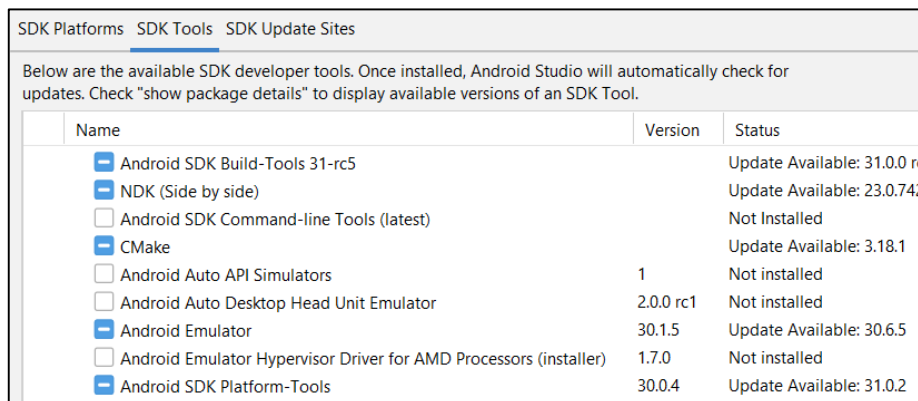 SDK Platforms SDK Tools SDK Update Sites
Below are the available SDK developer tools. Once installed, Android Studio will automatically check for
updates. Check "show package details" to display available versions of an SDK Tool.
Name Version Status
Android SDK Build-Tools 31-rc5 Update Available: 31.0.0 r
NDK (Side by side) Update Available: 23.0.742
Android SDK Command-line Tools (latest) Not Installed
CMake Update Available: 3.18.1
Android Auto API Simulators 1 Not installed
Android Auto Desktop Head Unit Emulator 2.0.0 rc1 Not installed
Android Emulator 30.1.5 Update Available: 30.6.5
Android Emulator Hypervisor Driver for AMD Processors (installer) 1.7.0 Not installed
Android SDK Platform-Tools 30.0.4 Update Available: 31.0.2